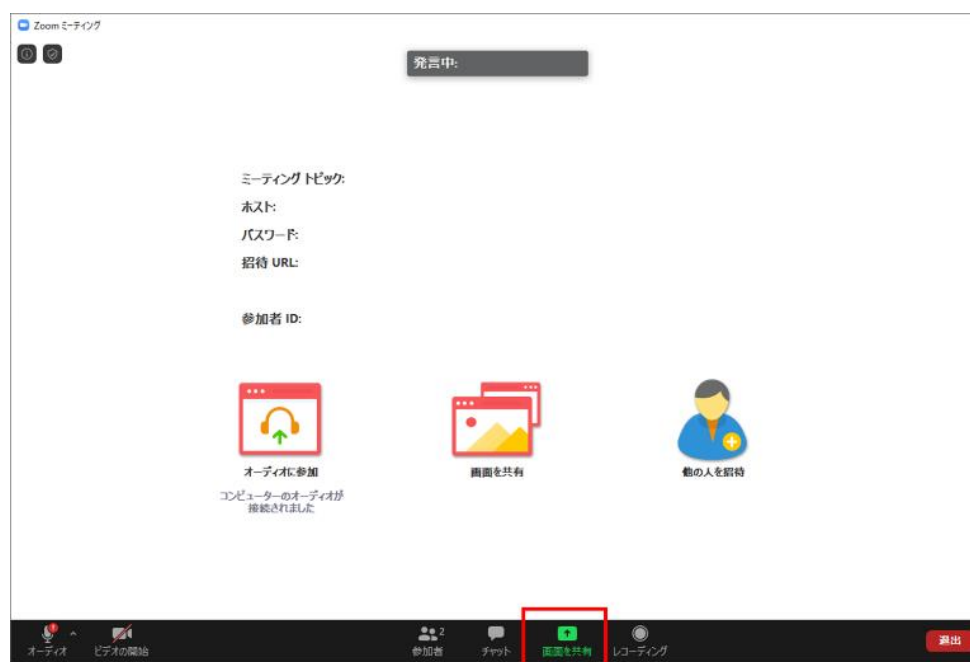 Zoom ミーティング
発言中:
ミーティング トピック:
ホスト:
パスワード:
招待 URL:
参加者 ID:
オーディオに参加
コンピューターのオーディオが
接続されました
画面を共有
他の人を招待
オーディオ
ビデオの開始
2
参加者
チャット
画面を共有
レコーディング
退出